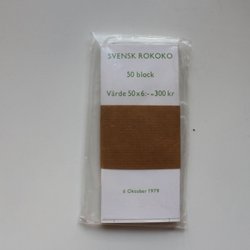 SVENSK ROKOKO
50 block
Värde 50x6:-=300 kr
6 Oktober 1979